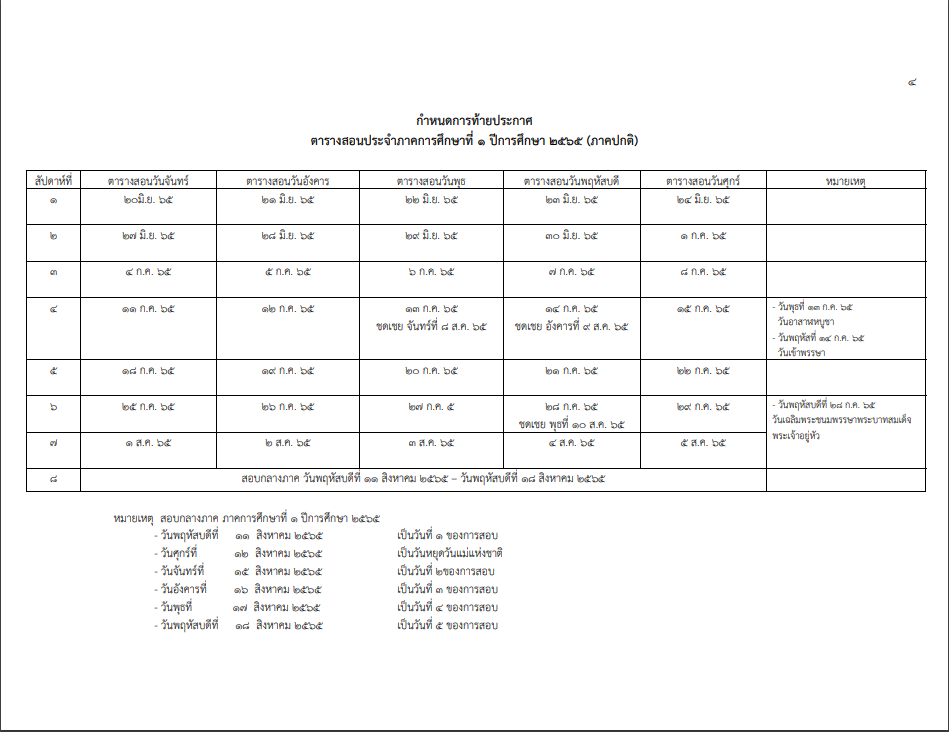 ๔
กำหนดการท้ายประกาศ
ตารางสอนประจำภาคการศึกษาที่ ๑ ปีการศึกษา ๒๕๖๕ (ภาคปกติ)
สัปดาห์ที่ ตารางสอนวันจันทร์ ตารางสอนวันอังคาร ตารางสอนวันพุธ ตารางสอนวันพฤหัสบดี ตารางสอนวันศุกร์ หมายเหตุ
๑ ๒๐มิ.ย. ๖๕ ๒๑ มิ.ย. ๖๕ ๒๒ มิ.ย. ๖๕ ๒๓ มิ.ย. ๖๕ ๒๔ มิ.ย. ๖๕
๒ ๒๗ มิ.ย. ๖๕ ๒๘ มิ.ย. ๖๕ ๒๙ มิ.ย. ๖๕ ๓๐ มิ.ย. ๖๕ ๑ ก.ค. ๖๕
๓ ๔ ก.ค. ๖๕ ๕ ก.ค. ๖๕ ๖ ก.ค. ๖๕ ๗ ก.ค. ๖๕ ๘ ก.ค. ๖๕
๔ ๑๑ ก.ค. ๖๕ ๑๒ ก.ค. ๖๕ ๑๓ ก.ค. ๖๕ ๑๔ ก.ค. ๖๕ ๑๕ ก.ค. ๖๕ - วันพุธที่ ๑๓ ก.ค. ๖๕
ชดเชย จันทร์ที่ ๘ ส.ค. ๖๕ ชดเชย อังคารที่ ๙ ส.ค. ๖๕ วันอาสาฬหบูชา
- วันพฤหัสที่ ๑๔ ก.ค. ๖๕
วันเข้าพรรษา
๕ ๑๘ ก.ค. ๖๕ ๑๙ ก.ค. ๖๕ ๒๐ ก.ค. ๖๕ ๒๑ ก.ค. ๖๕ ๒๒ ก.ค. ๖๕
๖ ๒๕ ก.ค. ๖๕ ๒๖ ก.ค. ๖๕ ๒๗ ก.ค. ๕ ๒๘ ก.ค. ๖๕ ๒๙ ก.ค. ๖๕ - วันพฤหัสบดีที่ ๒๘ ก.ค. ๖๕
ชดเชย พุธที่ ๑๐ ส.ค. ๖๕ วันเฉลิมพระชนมพรรษาพระบาทสมเด็จ
๗ ๑ ส.ค. ๖๕ ๒ ส.ค. ๖๕ ๓ ส.ค. ๖๕ ๔ ส.ค. ๖๕ ๕ ส.ค. ๖๕ พระเจ้าอยู่หัว
๘ สอบกลางภาค วันพฤหัสบดีที่ ๑๑ สิงหาคม ๒๕๖๕ – วันพฤหัสบดีที่ ๑๘ สิงหาคม ๒๕๖๕
หมายเหตุ สอบกลางภาค ภาคการศึกษาที่ ๑ ปีการศึกษา ๒๕๖๕
- วันพฤหัสบดีที่ ๑๑ สิงหาคม ๒๕๖๕ เป็นวันที่ ๑ ของการสอบ
- วันศุกร์ที่ ๑๒ สิงหาคม ๒๕๖๕ เป็นวันหยุดวันแม่แห่งชาติ
- วันจันทร์ที่ ๑๕ สิงหาคม ๒๕๖๕ เป็นวันที่ ๒ของการสอบ
- วันอังคารที่ ๑๖ สิงหาคม ๒๕๖๕ เป็นวันที่ ๓ ของการสอบ
- วันพุธที่ ๑๗ สิงหาคม ๒๕๖๕ เป็นวันที่ ๔ ของการสอบ
- วันพฤหัสบดีที่ ๑๘ สิงหาคม ๒๕๖๕ เป็นวันที่ ๕ ของการสอบ